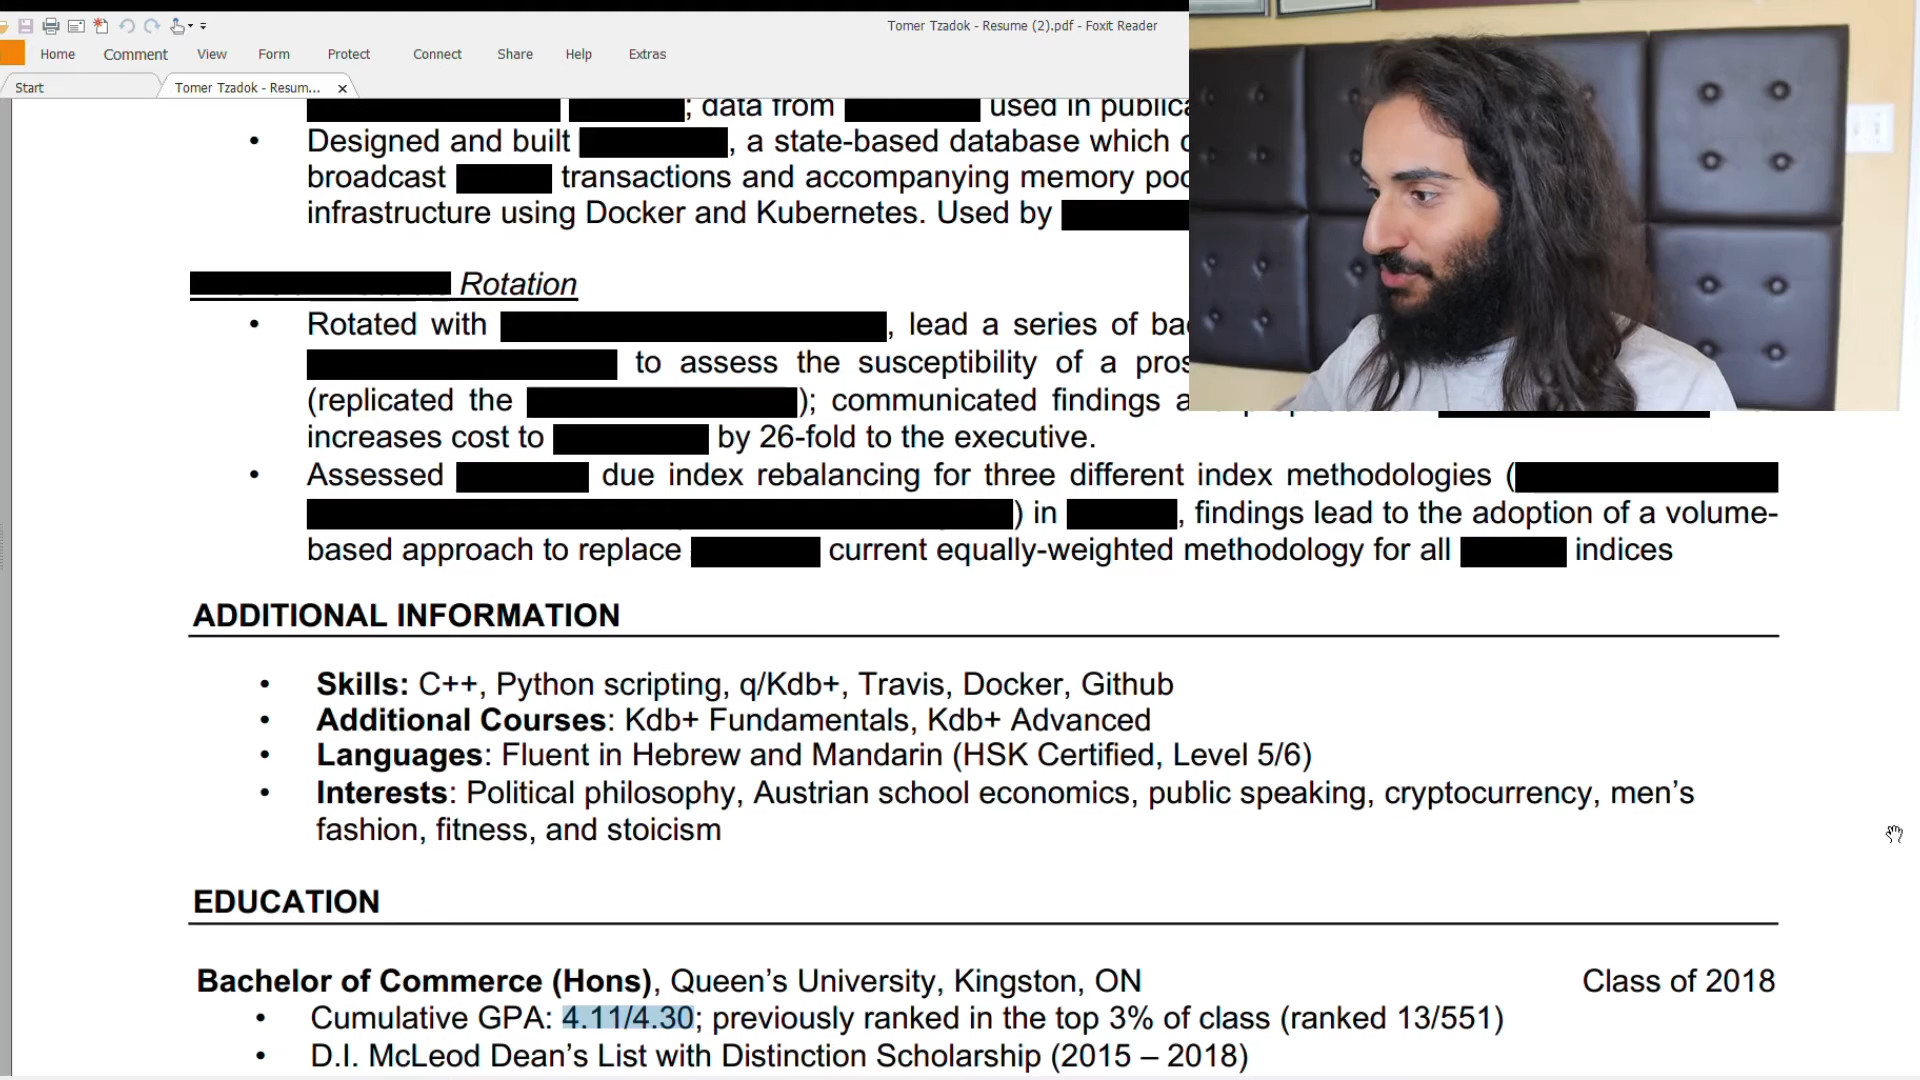 Tomer Tzadok - Resume (2).pdf - Foxit Reader
Home Comment View Form Protect Connect Share Help Extras
Start Tomer Tzadok - Resum...
; data from used in
• Designed and built , a state-based database which
broadcast transactions and accompanying memory
infrastructure using Docker and Kubernetes. Used by
Rotation
• Rotated with , lead a series of
to assess the susceptibility of a
(replicated the ); communicated findings
increases cost to by 26-fold to the executive.
• Assessed due index rebalancing for three different index methodologies (
) in , findings lead to the adoption of a volume-
based approach to replace current equally-weighted methodology for all indices
ADDITIONAL INFORMATION
• Skills: C++, Python scripting, q/Kdb+, Travis, Docker, Github
• Additional Courses: Kdb+ Fundamentals, Kdb+ Advanced
• Languages: Fluent in Hebrew and Mandarin (HSK Certified, Level 5/6)
• Interests: Political philosophy, Austrian school economics, public speaking, cryptocurrency, men’s
fashion, fitness, and stoicism
EDUCATION
Bachelor of Commerce (Hons), Queen’s University, Kingston, ON Class of 2018
• Cumulative GPA: 4.11/4.30; previously ranked in the top 3% of class (ranked 13/551)
• D.I. McLeod Dean’s List with Distinction Scholarship (2015 – 2018)